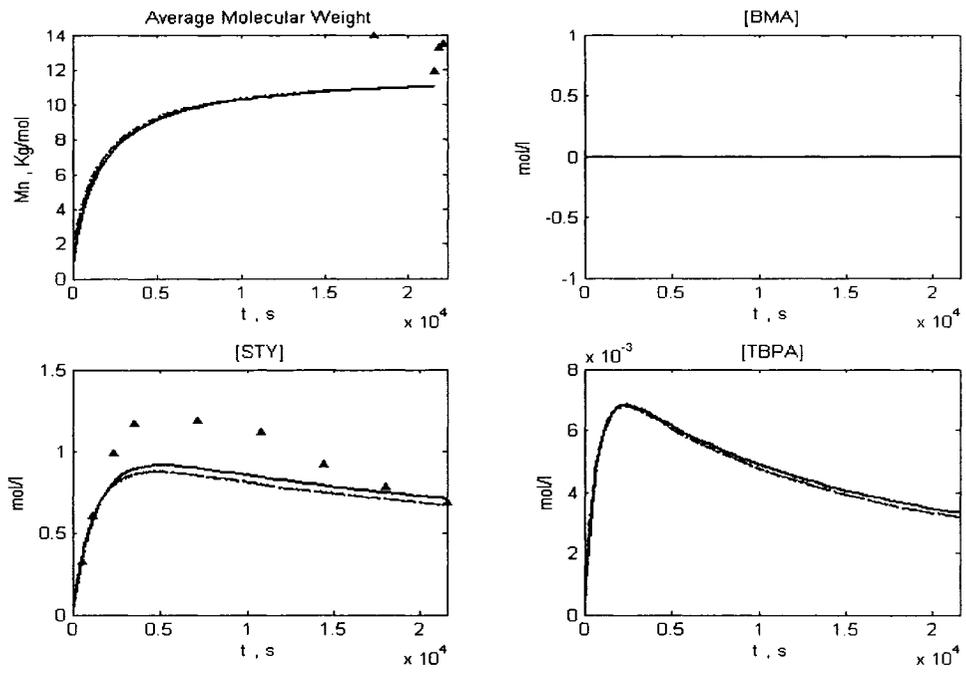 Average Molecular Weight
14
12
10
8
6
4
2
0
Mn , Kg/mol
0 0.5 1 1.5 2
t , s
x 10^4
[BMA]
1
0.5
0
-0.5
-1
mol/l
0 0.5 1 1.5 2
t , s
x 10^4
[STY]
1.5
1
0.5
0
mol/l
0 0.5 1 1.5 2
t , s
x 10^4
[TBPA]
x 10^-3
8
6
4
2
0
mol/l
0 0.5 1 1.5 2
t , s
x 10^4